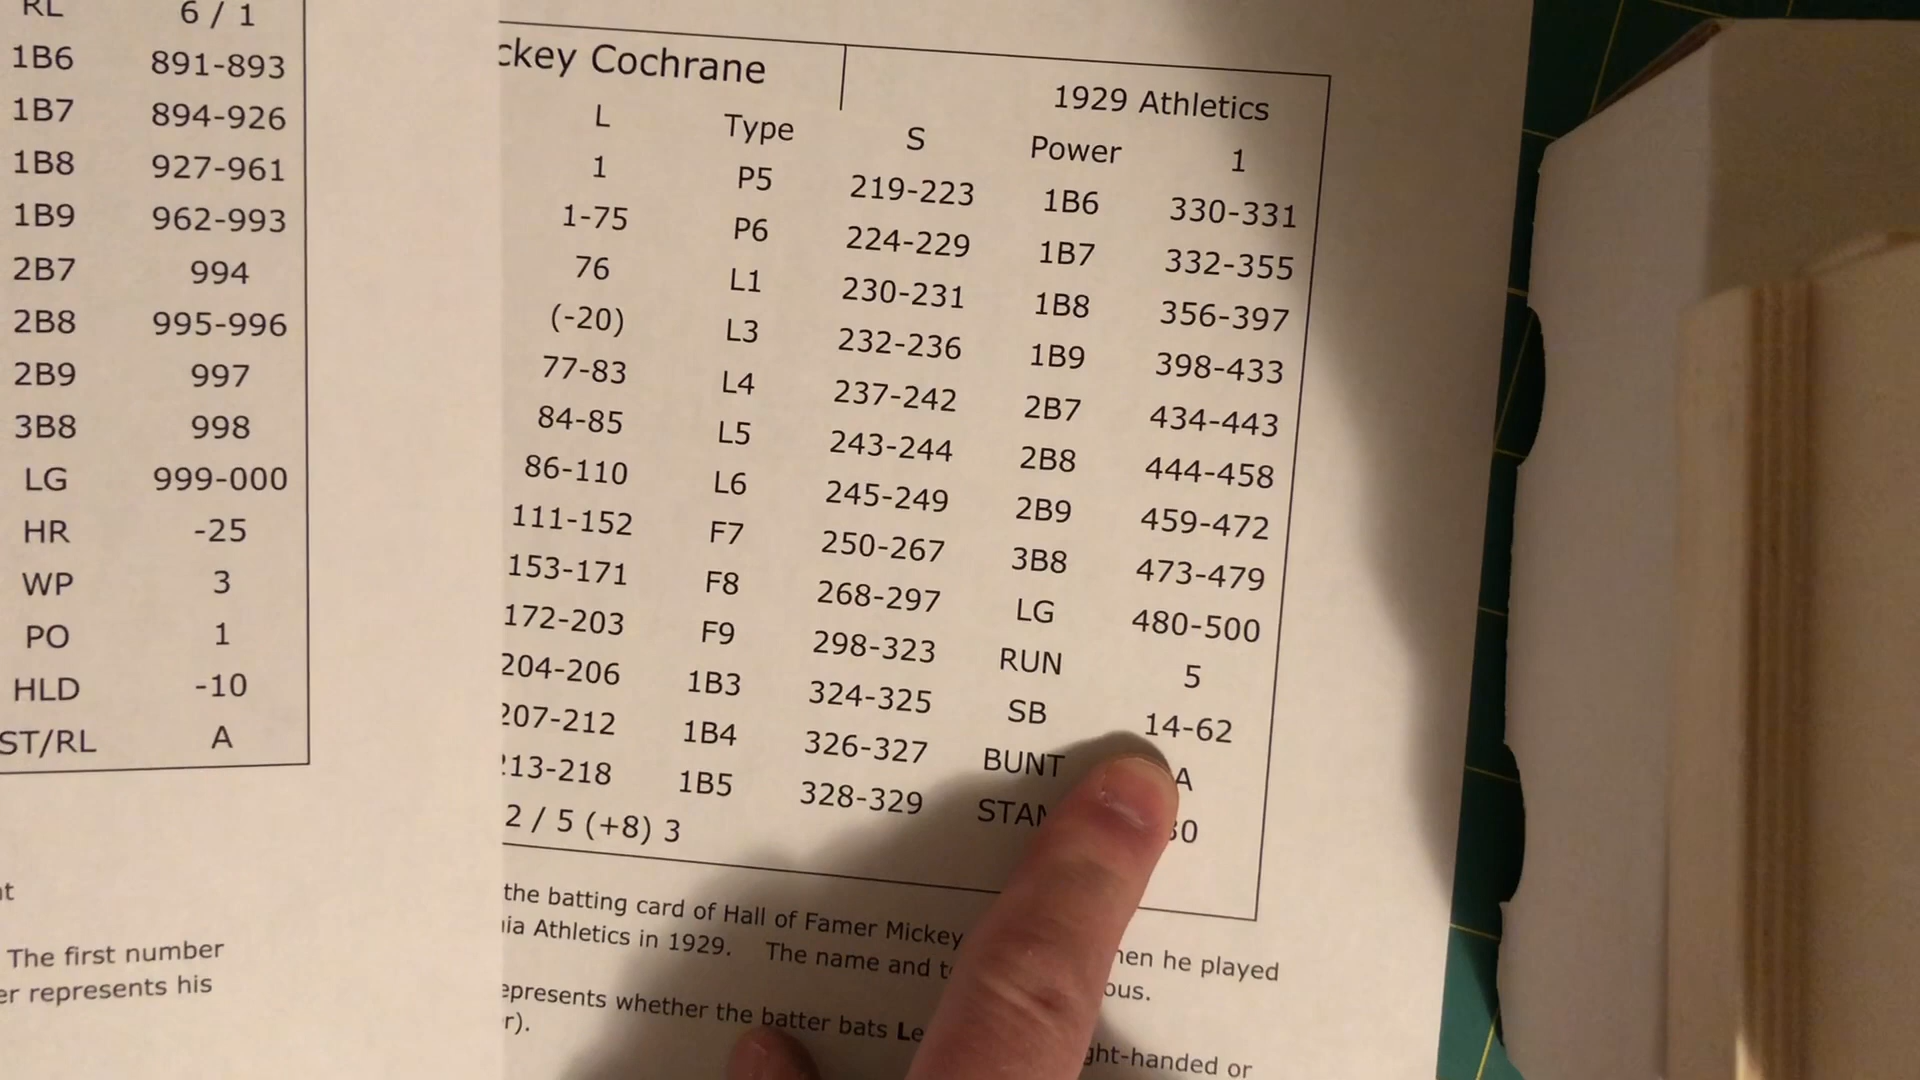 RL 6 / 1
1B6 891-893
1B7 894-926
1B8 927-961
1B9 962-993
2B7 994
2B8 995-996
2B9 997
3B8 998
LG 999-000
HR -25
WP 3
PO 1
HLD -10
ST/RL A
The first number
represents his
Cochrane 1929 Athletics
L Type S Power 1
1 P5 219-223 1B6 330-331
1-75 P6 224-229 1B7 332-355
76 L1 230-231 1B8 356-397
(-20) L3 232-236 1B9 398-433
77-83 L4 237-242 2B7 434-443
84-85 L5 243-244 2B8 444-458
86-110 L6 245-249 2B9 459-472
111-152 F7 250-267 3B8 473-479
153-171 F8 268-297 LG 480-500
172-203 F9 298-323 RUN 5
204-206 1B3 324-325 SB 14-62
207-212 1B4 326-327 BUNT A
213-218 1B5 328-329
2 / 5 (+8) 3
the batting card of Hall of Famer Mickey
he played
Athletics in 1929. The name and
whether the batter bats
or